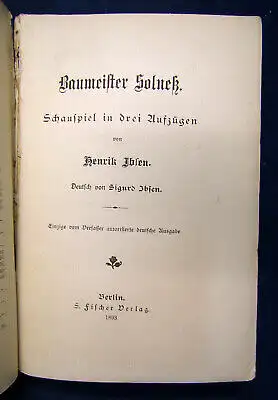 Baumeister Solneß.
Schauspiel in drei Aufzügen
von
Henrik Ibsen.
Deutsch von Sigurd Ibsen.
Einzige vom Verfasser autorisierte deutsche Ausgabe
Berlin.
S. Fischer Verlag
1893